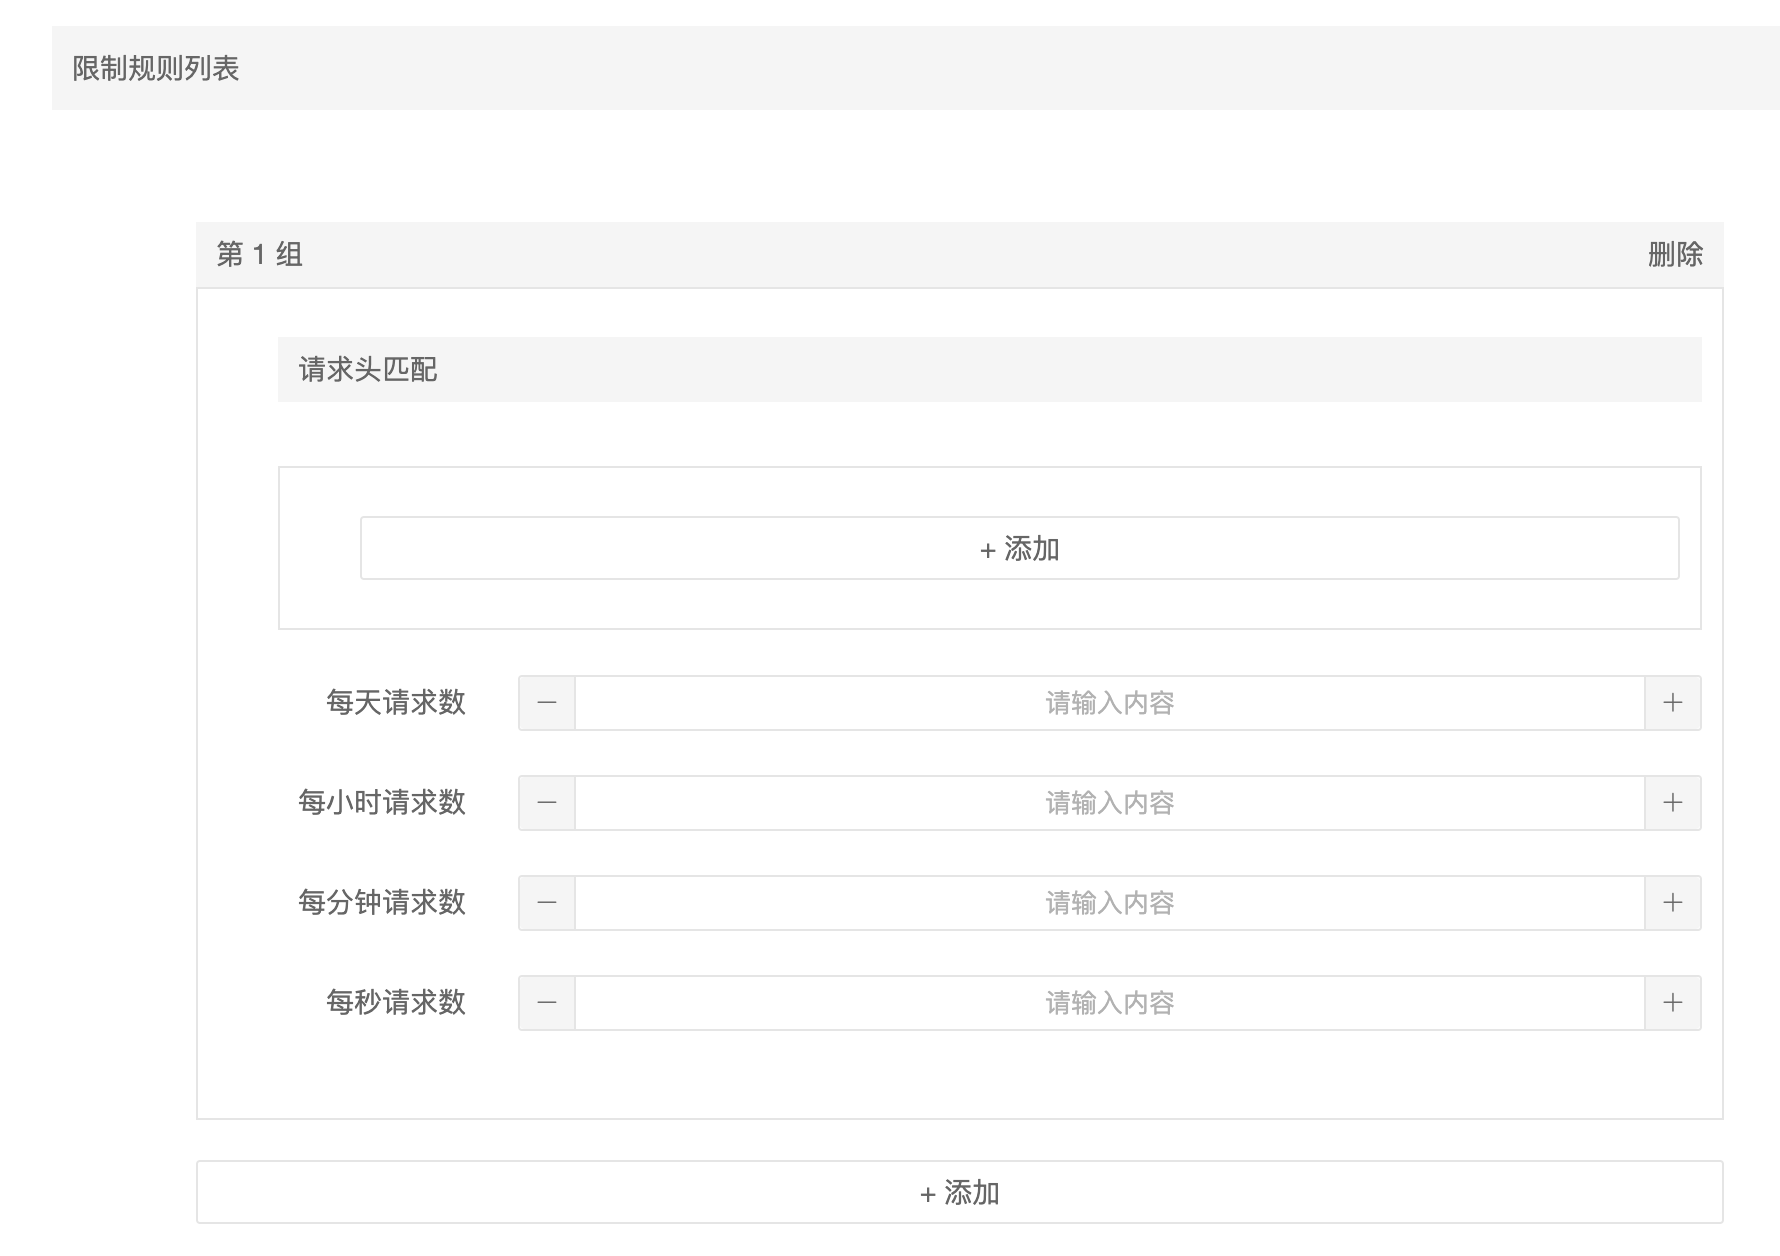 限制规则列表
第 1 组 删除
请求头匹配
+ 添加
每天请求数 — 请输入内容 +
每小时请求数 — 请输入内容 +
每分钟请求数 — 请输入内容 +
每秒请求数 — 请输入内容 +
+ 添加